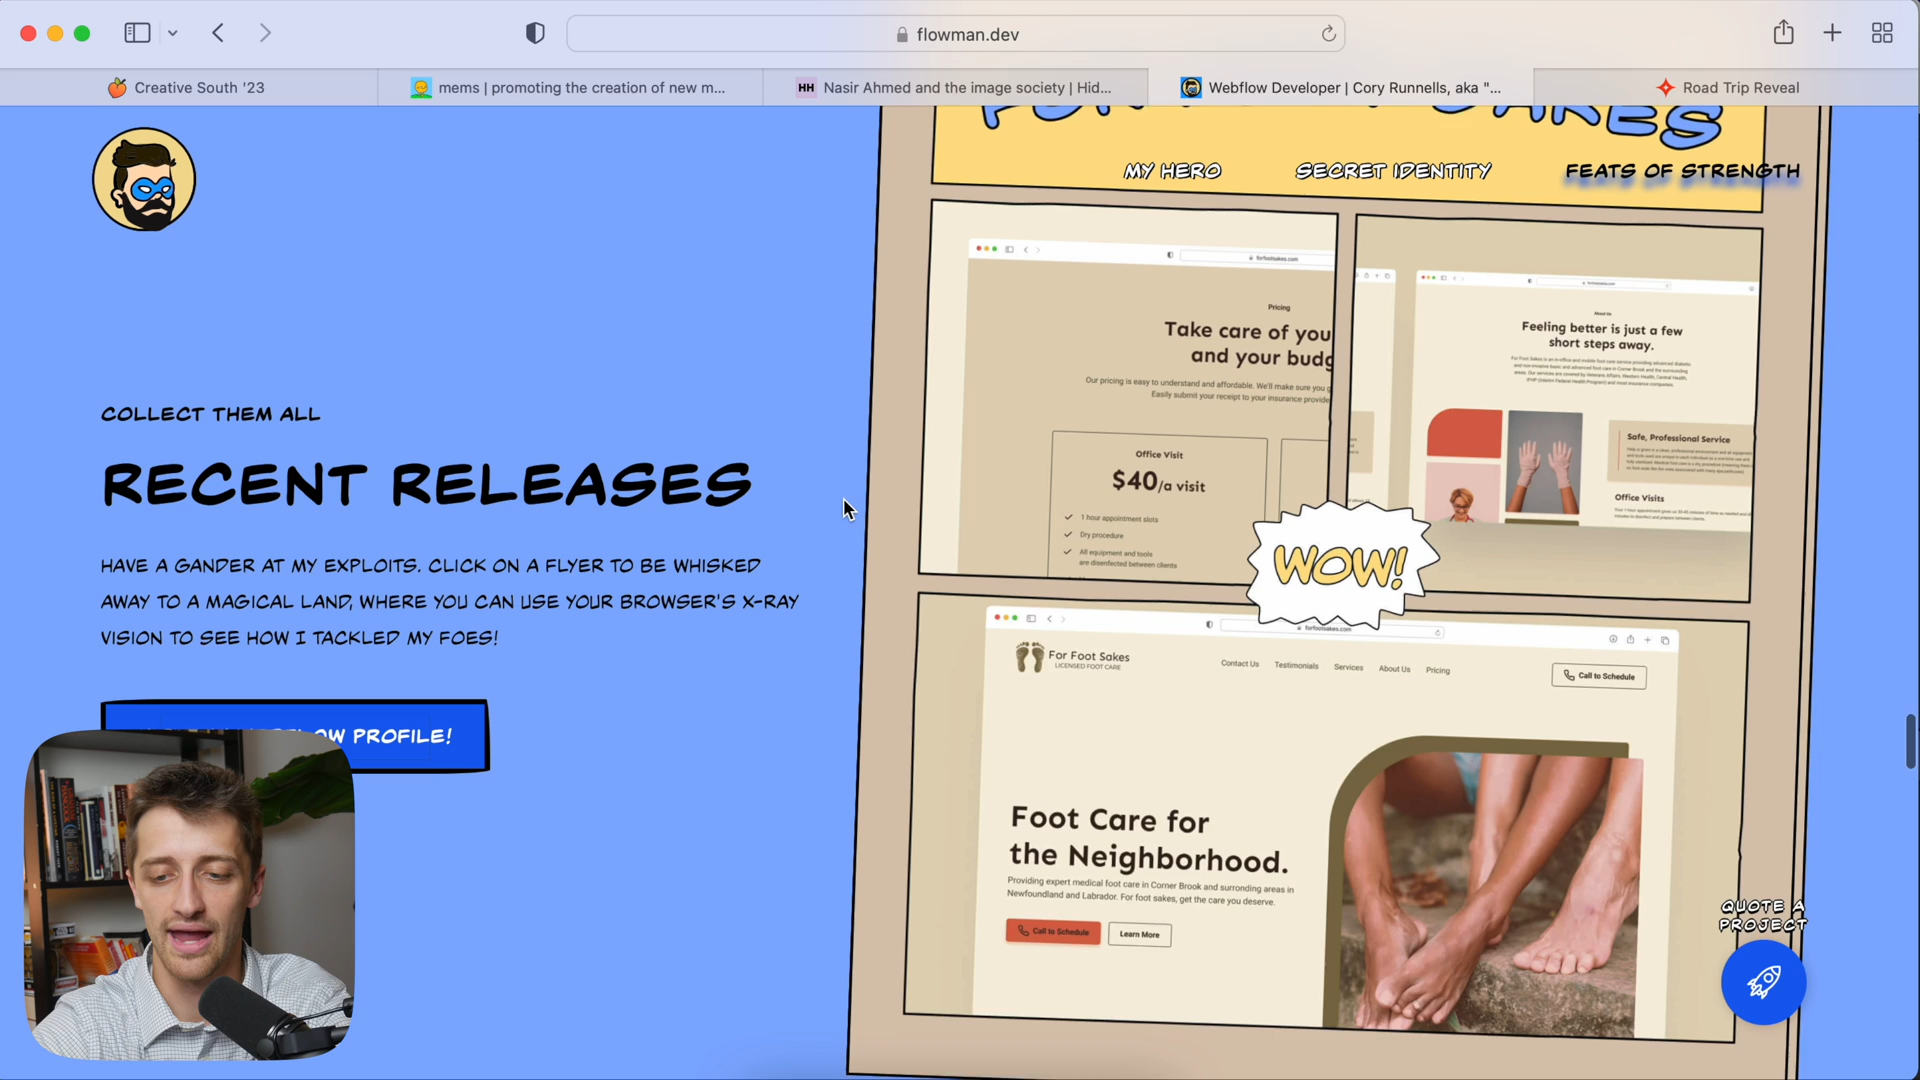 flowman.dev
Creative South '23
mems | promoting the creation of new m...
HH Nasir Ahmed and the image society | Hid...
Webflow Developer | Cory Runnells, aka "...
Road Trip Reveal
MY HERO
SECRET IDENTITY
FEATS OF STRENGTH
COLLECT THEM ALL
RECENT RELEASES
HAVE A GANDER AT MY EXPLOITS. CLICK ON A FLYER TO BE WHISKED
AWAY TO A MAGICAL LAND, WHERE YOU CAN USE YOUR BROWSER'S X-RAY
VISION TO SEE HOW I TACKLED MY FOES!
PROFILE!
forfootsakes.com
Pricing
Take care of you
and your budg
Our pricing is easy to understand and affordable. We'll make sure you g
Easily submit your receipt to your insurance provide
Office Visit
$40/a visit
1 hour appointment slots
Dry procedure
All equipment and tools
are disenfected between clients
About Us
Feeling better is just a few
short steps away.
Safe, Professional Service
Office Visits
WOW!
forfootsakes.com
For Foot Sakes
LICENSED FOOT CARE
Contact Us
Testimonials
Services
About Us
Pricing
Call to Schedule
Foot Care for
the Neighborhood.
Providing expert medical foot care in Corner Brook and surronding areas in
Newfoundland and Labrador. For foot sakes, get the care you deserve.
Call to Schedule
Learn More
QUOTE A
PROJECT